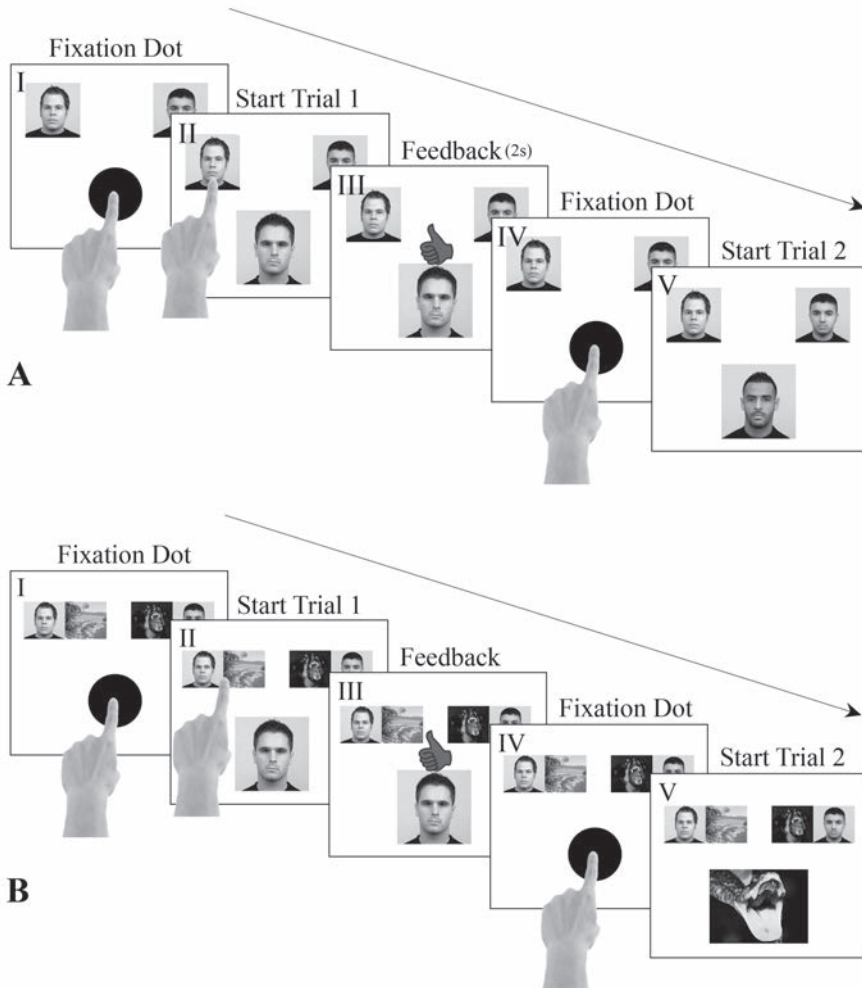 Fixation Dot
I
Start Trial 1
II
Feedback (2s)
III
Fixation Dot
IV
Start Trial 2
V
A
Fixation Dot
I
Start Trial 1
II
Feedback
III
Fixation Dot
IV
Start Trial 2
V
B